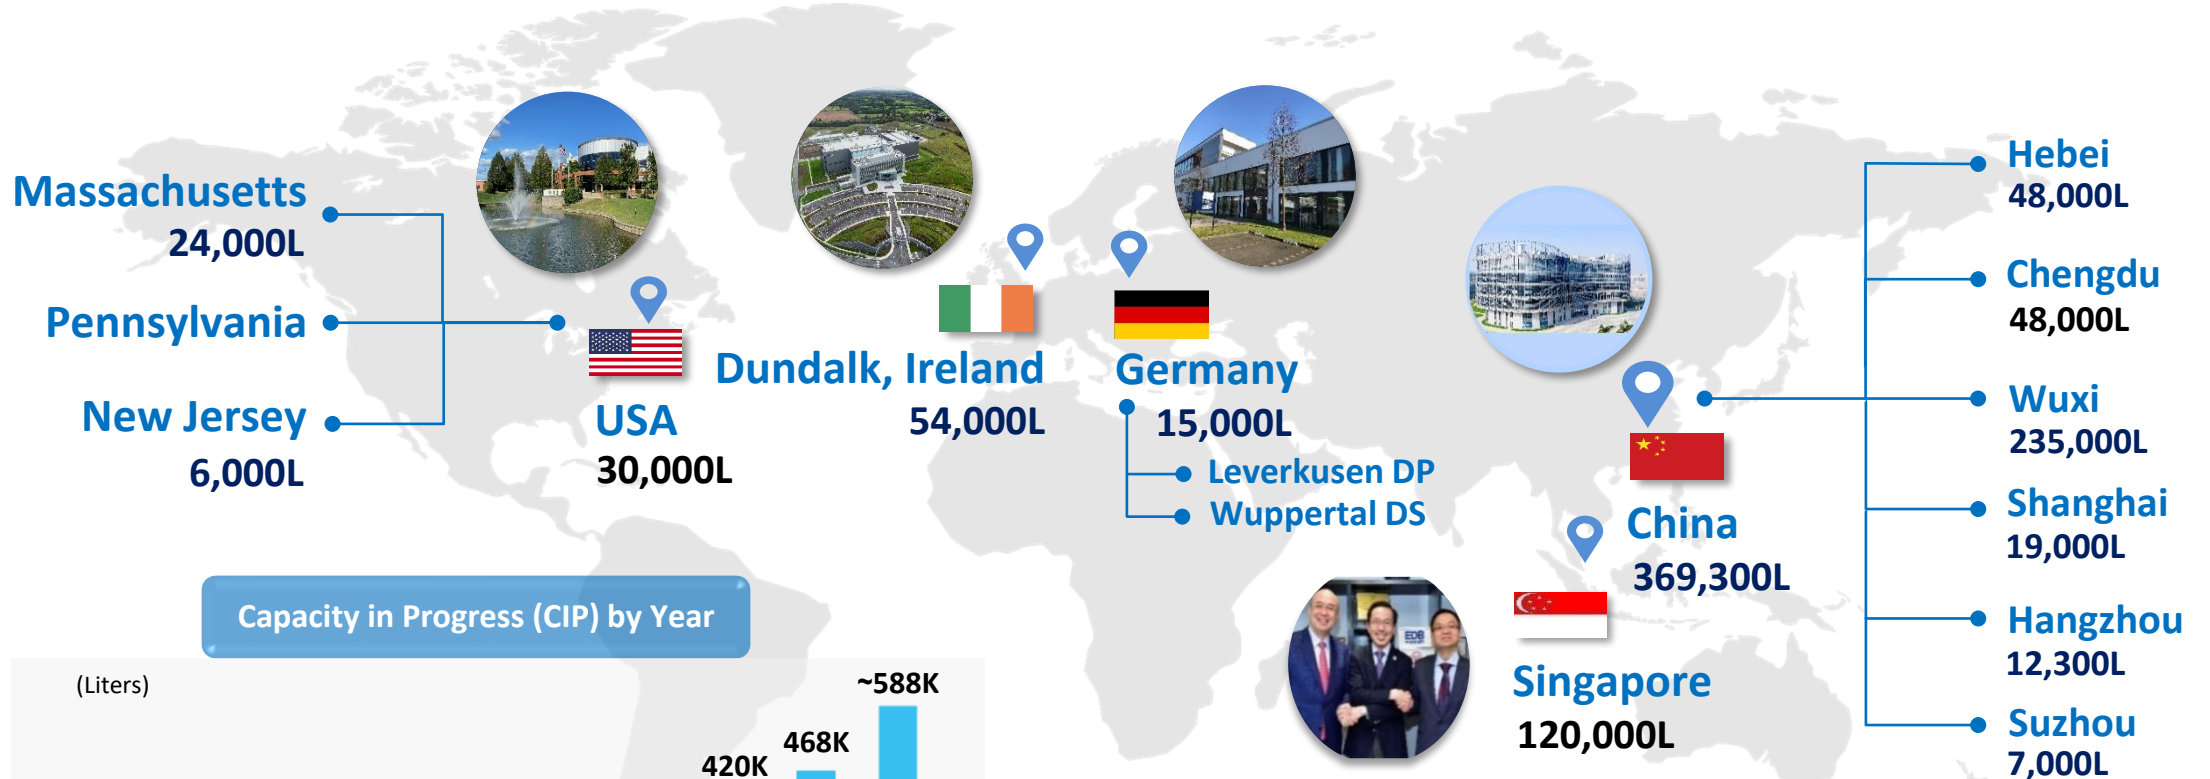 Massachusetts
24,000L
Pennsylvania
New Jersey
6,000L
USA
30,000L
Dundalk, Ireland
54,000L
Germany
15,000L
Leverkusen DP
Wuppertal DS
China
369,300L
Singapore
120,000L
EDB
Hebei
48,000L
Chengdu
48,000L
Wuxi
235,000L
Shanghai
19,000L
Hangzhou
12,300L
Suzhou
7,000L
Capacity in Progress (CIP) by Year
(Liters)
~588K
468K
420K